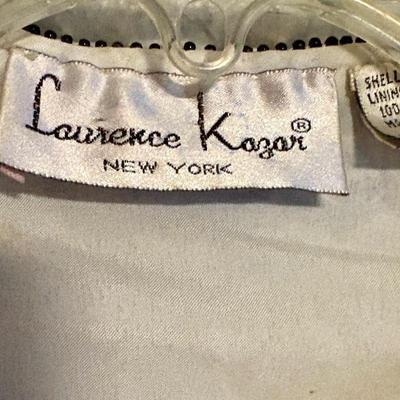 Laurence Kazar®
NEW YORK
SHELL
LINING
100